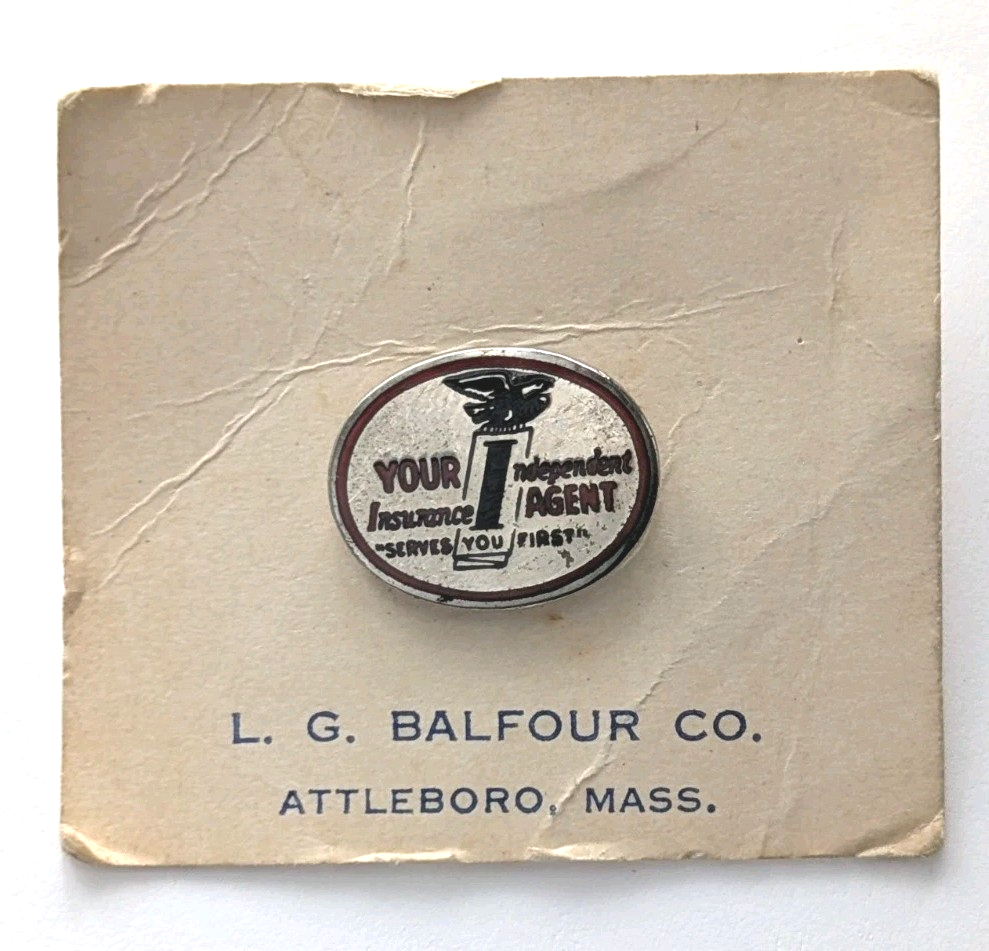 YOUR Independent
Insurance AGENT
"SERVES YOU FIRST"
L. G. BALFOUR CO.
ATTLEBORO, MASS.